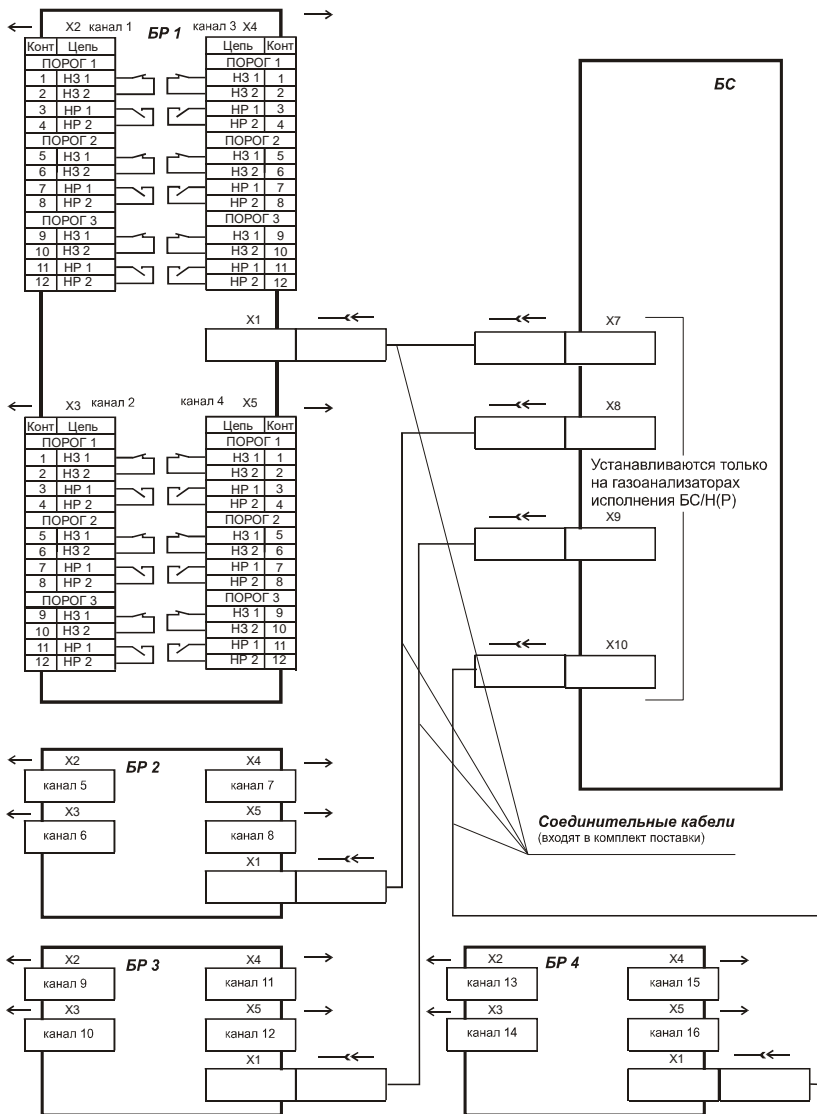 X2 канал 1
БР 1
канал 3 X4
Конт Цепь
ПОРОГ 1
1 НЗ 1
2 НЗ 2
3 НР 1
4 НР 2
ПОРОГ 2
5 НЗ 1
6 НЗ 2
7 НР 1
8 НР 2
ПОРОГ 3
9 НЗ 1
10 НЗ 2
11 НР 1
12 НР 2
Цепь Конт
ПОРОГ 1
НЗ 1 1
НЗ 2 2
НР 1 3
НР 2 4
ПОРОГ 2
НЗ 1 5
НЗ 2 6
НР 1 7
НР 2 8
ПОРОГ 3
НЗ 1 9
НЗ 2 10
НР 1 11
НР 2 12
X1
X3 канал 2
канал 4 X5
Конт Цепь
ПОРОГ 1
1 НЗ 1
2 НЗ 2
3 НР 1
4 НР 2
ПОРОГ 2
5 НЗ 1
6 НЗ 2
7 НР 1
8 НР 2
ПОРОГ 3
9 НЗ 1
10 НЗ 2
11 НР 1
12 НР 2
Цепь Конт
ПОРОГ 1
НЗ 1 1
НЗ 2 2
НР 1 3
НР 2 4
ПОРОГ 2
НЗ 1 5
НЗ 2 6
НР 1 7
НР 2 8
ПОРОГ 3
НЗ 1 9
НЗ 2 10
НР 1 11
НР 2 12
БС
X7
X8
Устанавливаются только
на газоанализаторах
исполнения БС/Н(Р)
X9
X10
Соединительные кабели
(входят в комплект поставки)
БР 2
X2
канал 5
X4
канал 7
X3
канал 6
X5
канал 8
X1
БР 3
X2
канал 9
X4
канал 11
X3
канал 10
X5
канал 12
X1
БР 4
X2
канал 13
X4
канал 15
X3
канал 14
X5
канал 16
X1